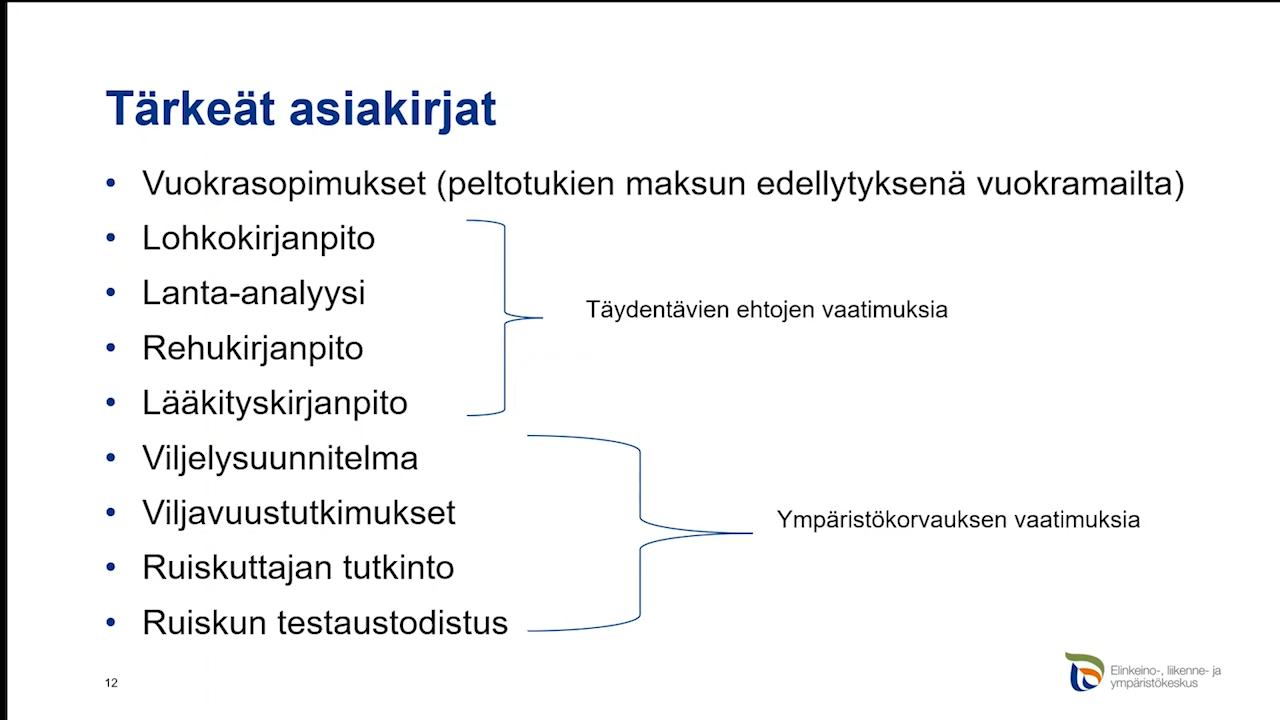 Tärkeät asiakirjat
• Vuokrasopimukset (peltotukien maksun edellytyksenä vuokramailta)
• Lohkokirjanpito
• Lanta-analyysi
• Rehukirjanpito
• Lääkityskirjanpito
Täydentävien ehtojen vaatimuksia
• Viljelysuunnitelma
• Viljavuustutkimukset
• Ruiskuttajan tutkinto
• Ruiskun testaustodistus
Ympäristökorvauksen vaatimuksia
12
Elinkeino-, liikenne- ja
ympäristökeskus